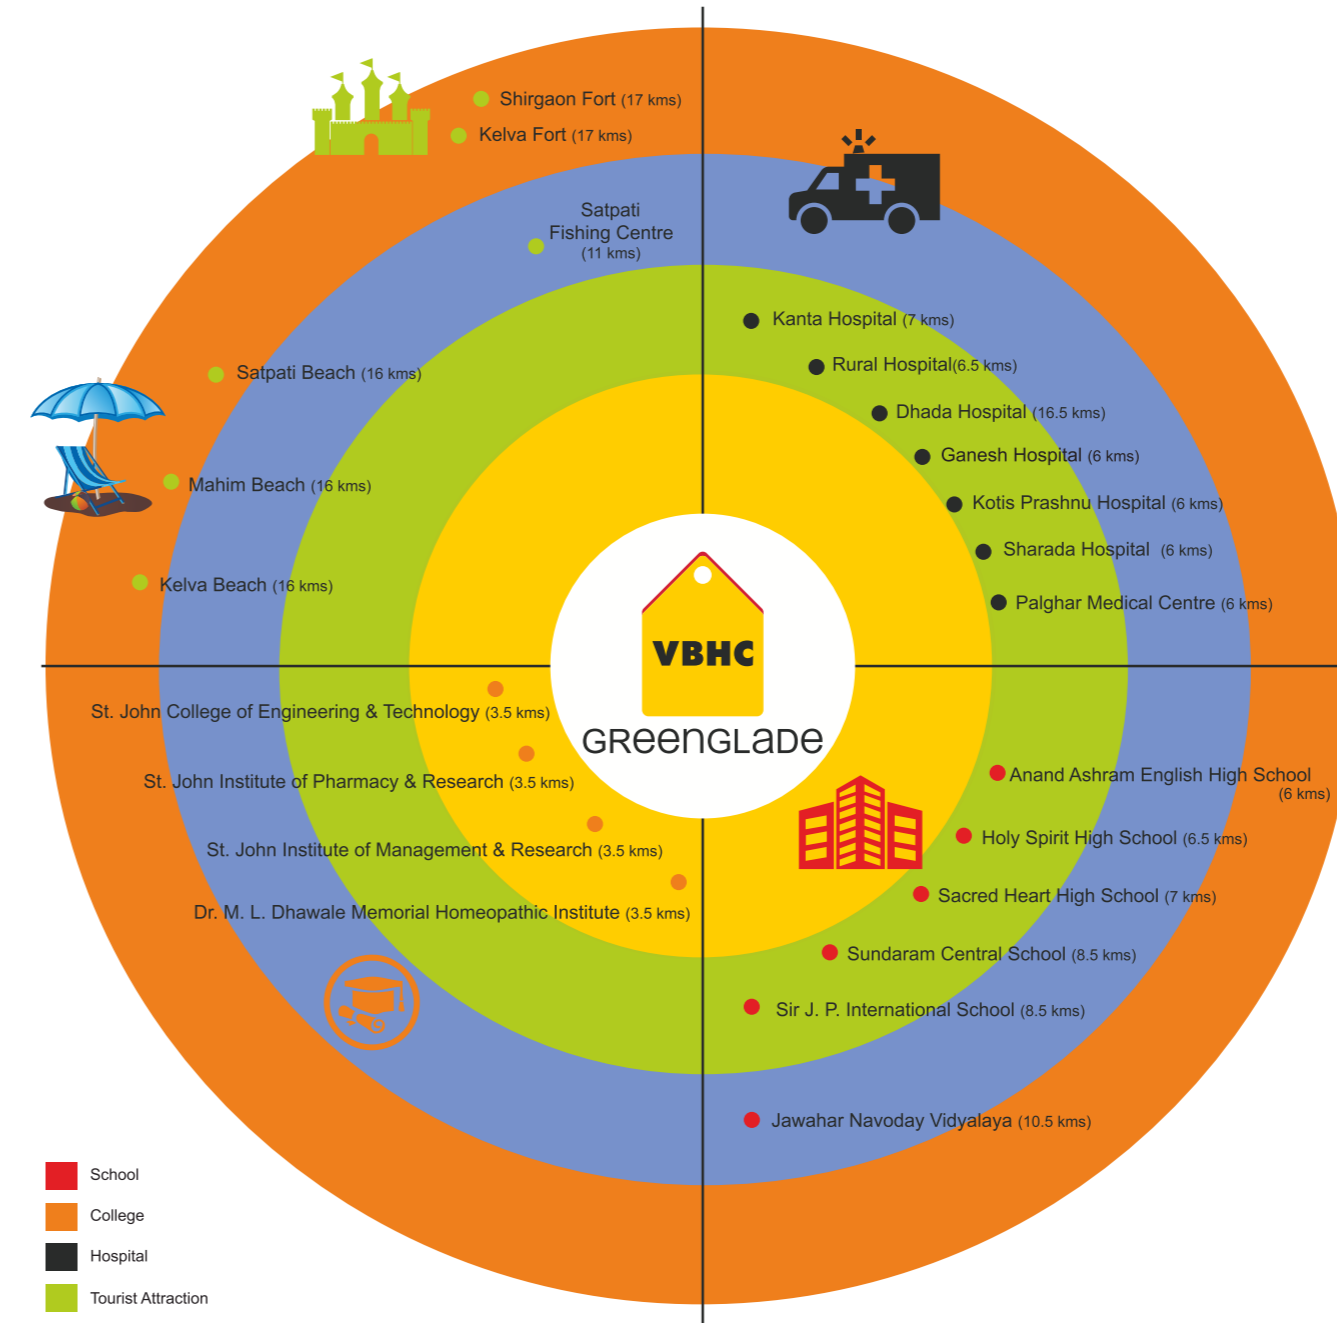 Shirgaon Fort (17 kms)
Kelva Fort (17 kms)
Satpati
Fishing Centre
(11 kms)
Satpati Beach (16 kms)
Mahim Beach (16 kms)
Kelva Beach (16 kms)
Kanta Hospital (7 kms)
Rural Hospital(6.5 kms)
Dhada Hospital (16.5 kms)
Ganesh Hospital (6 kms)
Kotis Prashnu Hospital (6 kms)
Sharada Hospital (6 kms)
Palghar Medical Centre (6 kms)
VBHC
GReenGLaDe
St. John College of Engineering & Technology (3.5 kms)
St. John Institute of Pharmacy & Research (3.5 kms)
St. John Institute of Management & Research (3.5 kms)
Dr. M. L. Dhawale Memorial Homeopathic Institute (3.5 kms)
Anand Ashram English High School
(6 kms)
Holy Spirit High School (6.5 kms)
Sacred Heart High School (7 kms)
Sundaram Central School (8.5 kms)
Sir J. P. International School (8.5 kms)
Jawahar Navoday Vidyalaya (10.5 kms)
School
College
Hospital
Tourist Attraction